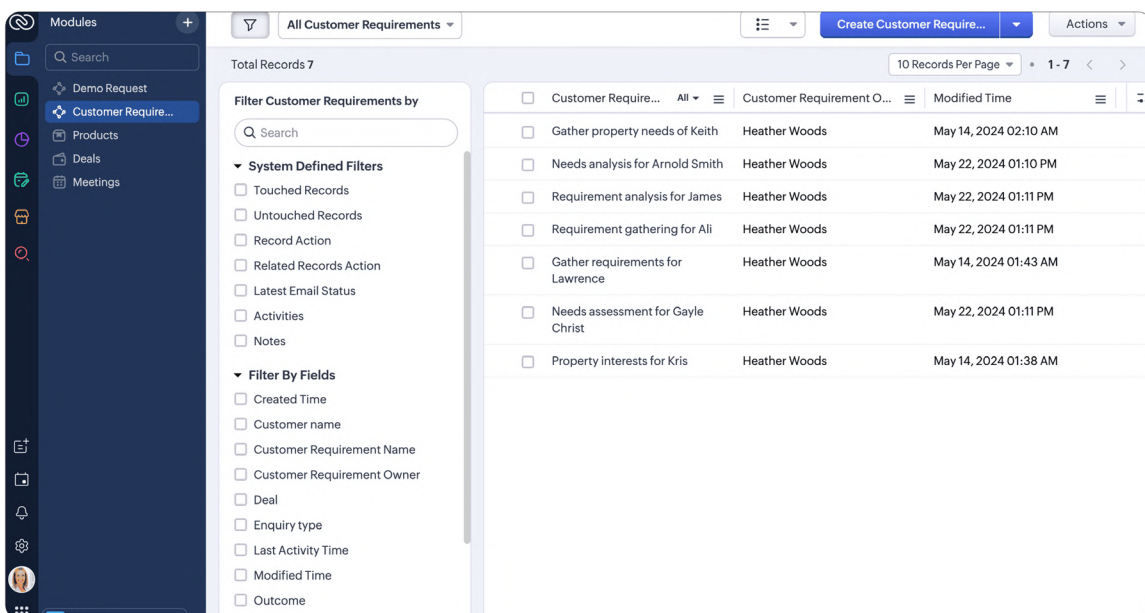 Modules
+
Search
Demo Request
Customer Require...
Products
Deals
Meetings
All Customer Requirements
Create Customer Require...
Actions
Total Records 7
10 Records Per Page
1 - 7
Filter Customer Requirements by
Search
System Defined Filters
Touched Records
Untouched Records
Record Action
Related Records Action
Latest Email Status
Activities
Notes
Filter By Fields
Created Time
Customer name
Customer Requirement Name
Customer Requirement Owner
Deal
Enquiry type
Last Activity Time
Modified Time
Outcome
Customer Require... All Customer Requirement O... Modified Time
Gather property needs of Keith Heather Woods May 14, 2024 02:10 AM
Needs analysis for Arnold Smith Heather Woods May 22, 2024 01:10 PM
Requirement analysis for James Heather Woods May 22, 2024 01:11 PM
Requirement gathering for Ali Heather Woods May 22, 2024 01:11 PM
Gather requirements for Heather Woods May 14, 2024 01:43 AM
Lawrence
Needs assessment for Gayle Heather Woods May 22, 2024 01:11 PM
Christ
Property interests for Kris Heather Woods May 14, 2024 01:38 AM